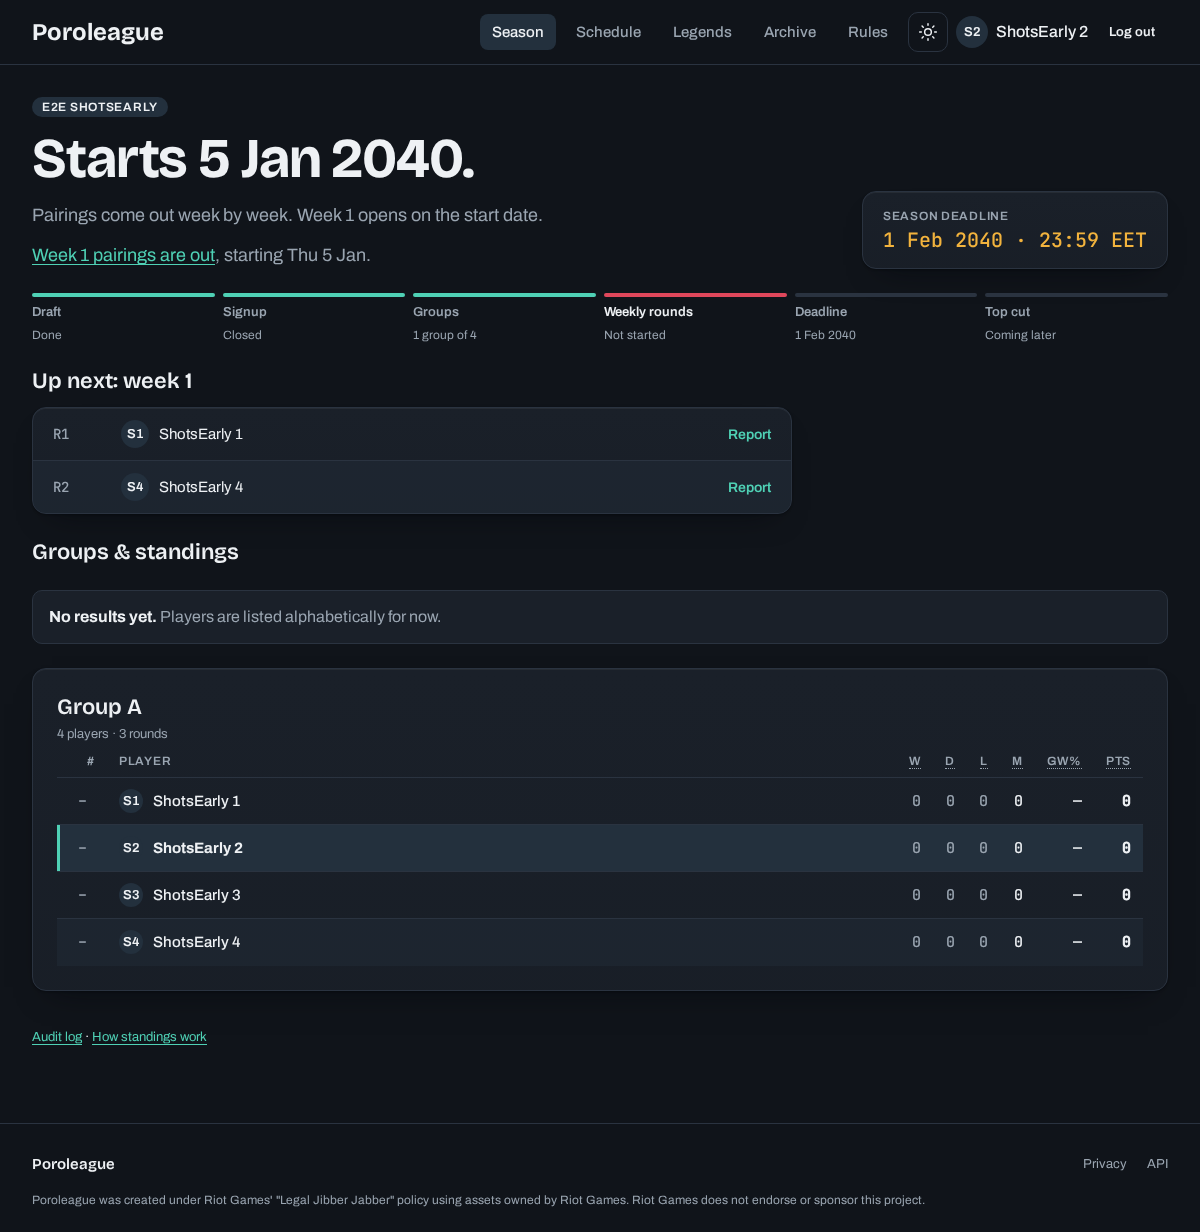 Poroleague
Season Schedule Legends Archive Rules S2 ShotsEarly 2 Log out
E2E SHOTSEARLY
Starts 5 Jan 2040.
Pairings come out week by week. Week 1 opens on the start date.
Week 1 pairings are out, starting Thu 5 Jan.
SEASON DEADLINE
1 Feb 2040 · 23:59 EET
Draft Signup Groups Weekly rounds Deadline Top cut
Done Closed 1 group of 4 Not started 1 Feb 2040 Coming later
Up next: week 1
R1 S1 ShotsEarly 1 Report
R2 S4 ShotsEarly 4 Report
Groups & standings
No results yet. Players are listed alphabetically for now.
Group A
4 players · 3 rounds
# PLAYER W D L M GW% PTS
– S1 ShotsEarly 1 0 0 0 0 – 0
– S2 ShotsEarly 2 0 0 0 0 – 0
– S3 ShotsEarly 3 0 0 0 0 – 0
– S4 ShotsEarly 4 0 0 0 0 – 0
Audit log · How standings work
Poroleague Privacy API
Poroleague was created under Riot Games' "Legal Jibber Jabber" policy using assets owned by Riot Games. Riot Games does not endorse or sponsor this project.